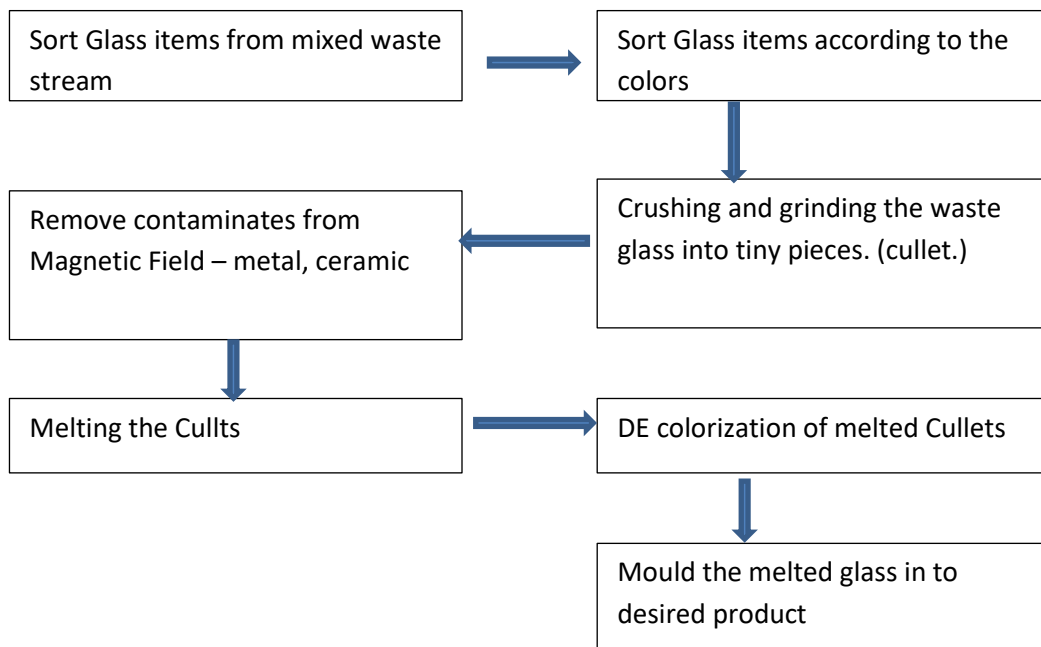 Sort Glass items from mixed waste
stream
Sort Glass items according to the
colors
Crushing and grinding the waste
glass into tiny pieces. (cullet.)
Remove contaminates from
Magnetic Field – metal, ceramic
Melting the Cullts
DE colorization of melted Cullets
Mould the melted glass in to
desired product